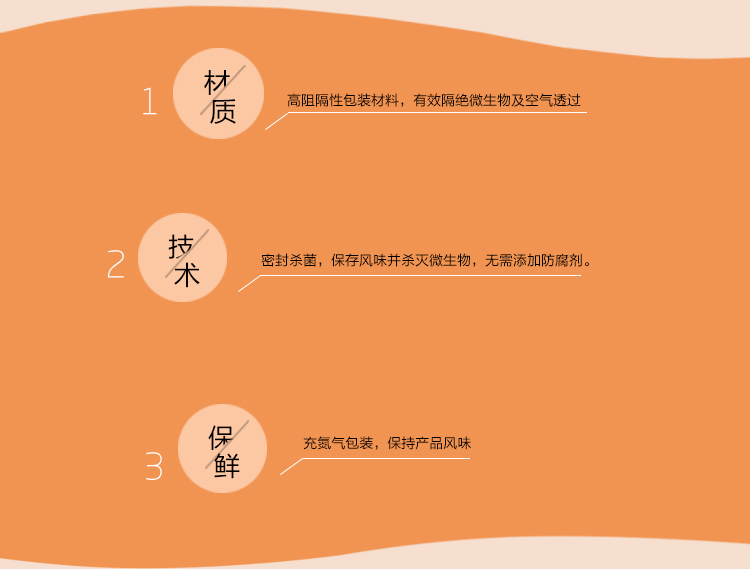 1
材质
高阻隔性包装材料，有效隔绝微生物及空气透过
2
技术
密封杀菌，保存风味并杀灭微生物，无需添加防腐剂。
3
保鲜
充氮气包装，保持产品风味